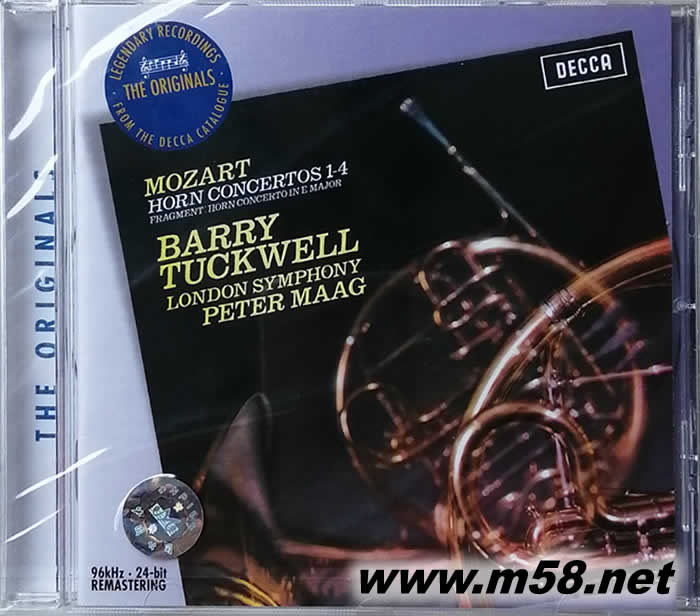 LEGENDARY RECORDINGS
THE ORIGINALS
FROM THE DECCA CATALOGUE
DECCA
MOZART
HORN CONCERTOS 1-4
FRAGMENT: HORN CONCERTO IN E MAJOR
BARRY
TUCKWELL
LONDON SYMPHONY
PETER MAAG
THE ORIGINALS
96kHz · 24-bit
REMASTERING
www.m58.net